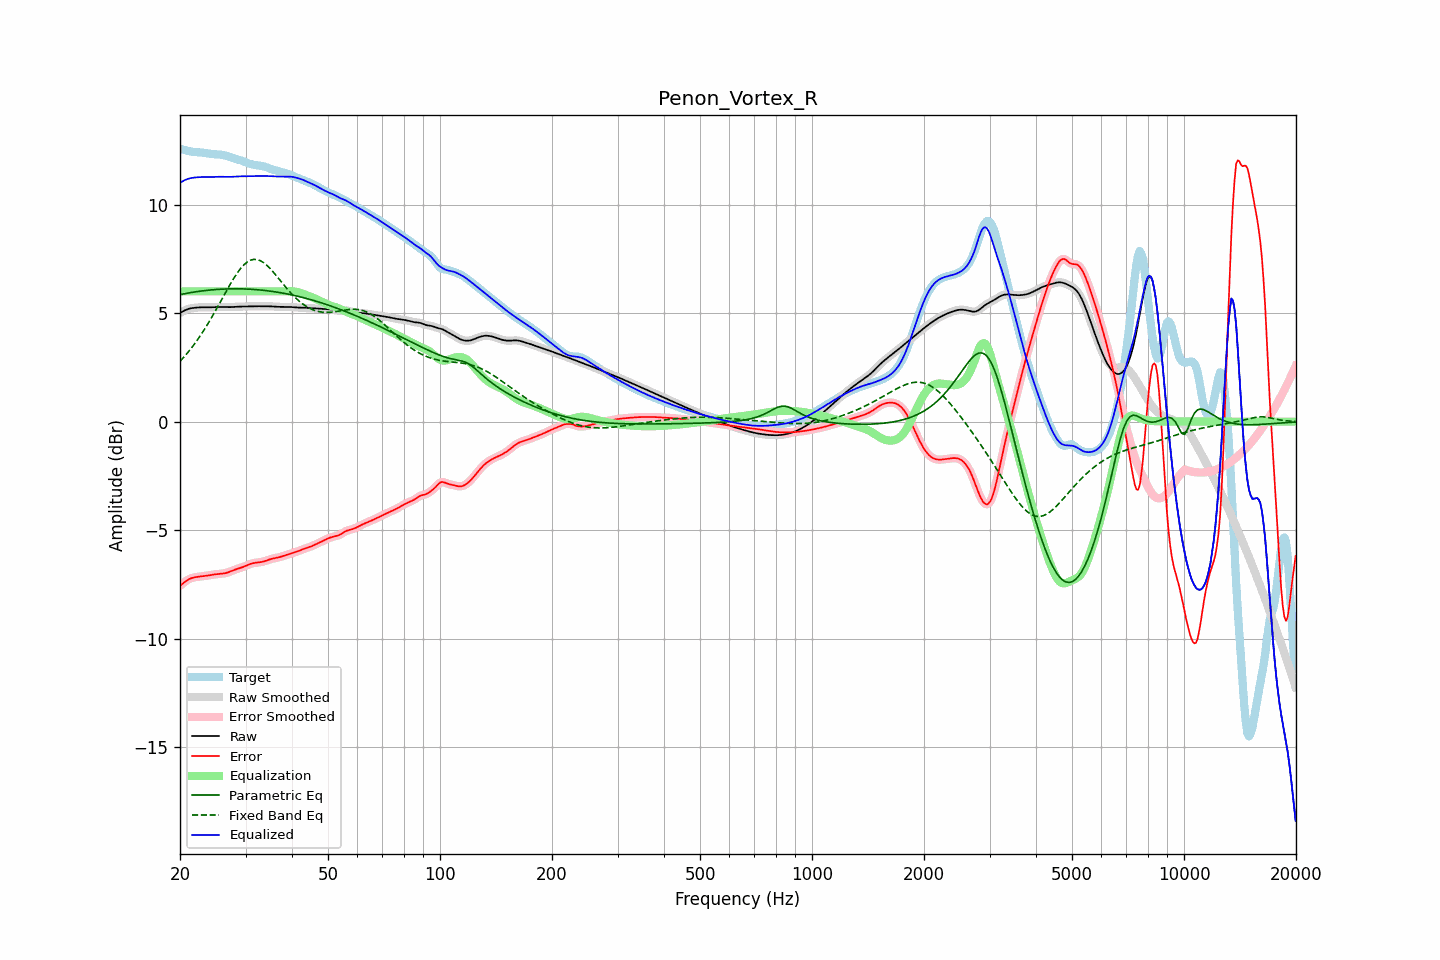 Penon_Vortex_R
Amplitude (dBr)
10
5
0
−5
−10
−15
Target
Raw Smoothed
Error Smoothed
Raw
Error
Equalization
Parametric Eq
Fixed Band Eq
Equalized
20 50 100 200 500 1000 2000 5000 10000 20000
Frequency (Hz)